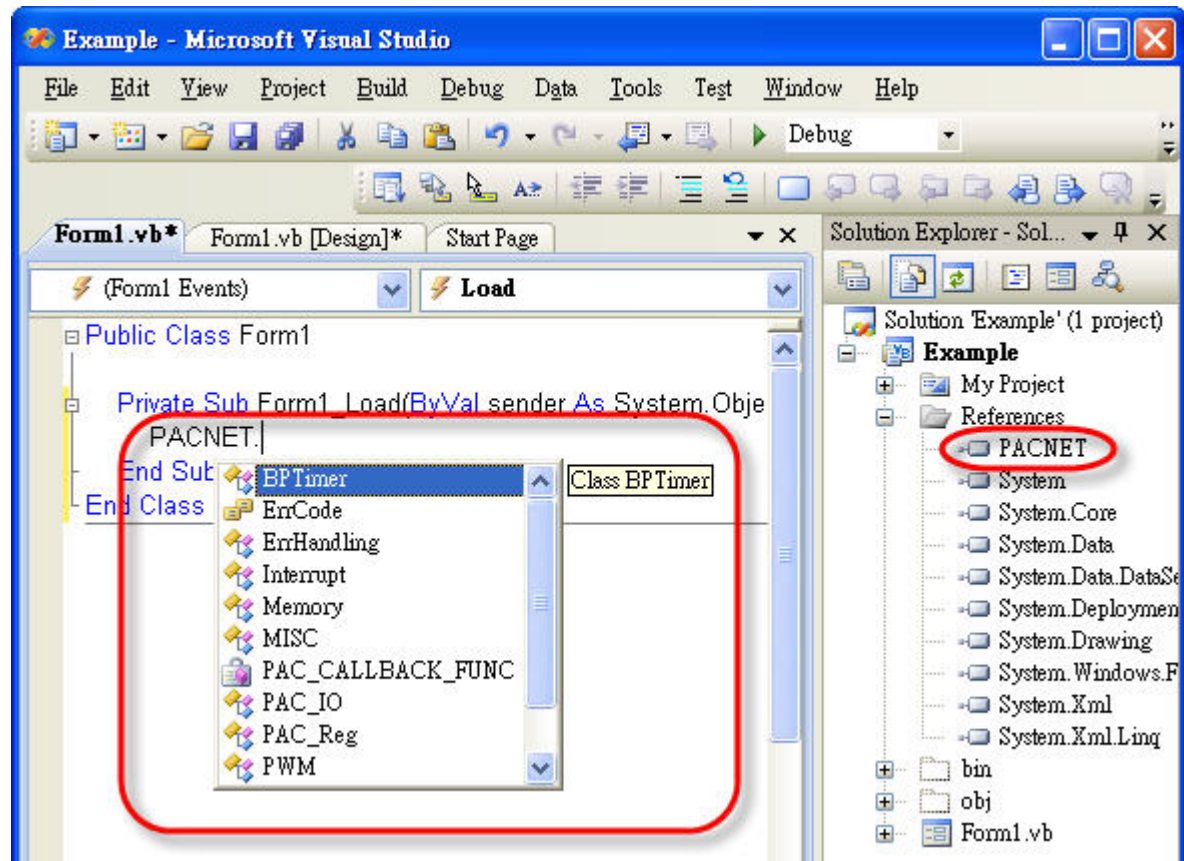 Example - Microsoft Visual Studio
File Edit View Project Build Debug Data Tools Test Window Help
Debug
Form1.vb* Form1.vb [Design]* Start Page
(Form1 Events) Load
Public Class Form1
Private Sub Form1_Load(ByVal sender As System.Obje
PACNET.
End Sub
End Class
BPTimer
Class BPTimer
ErrCode
ErrHandling
Interrupt
Memory
MISC
PAC_CALLBACK_FUNC
PAC_IO
PAC_Reg
PWM
Solution Explorer - Sol...
Solution 'Example' (1 project)
Example
My Project
References
PACNET
System
System.Core
System.Data
System.Data.DataSe
System.Deploymen
System.Drawing
System.Windows.F
System.Xml
System.Xml.Linq
bin
obj
Form1.vb